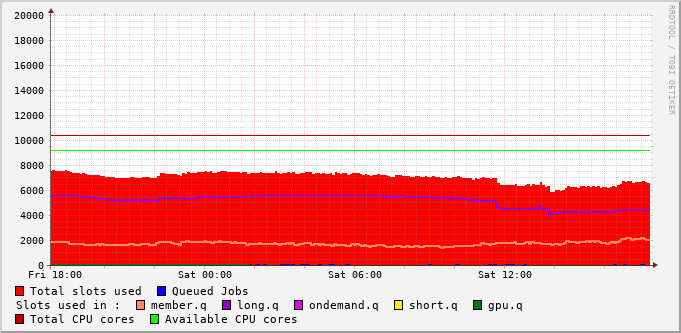 20000
18000
16000
14000
12000
10000
8000
6000
4000
2000
0
Fri 18:00 Sat 00:00 Sat 06:00 Sat 12:00
Total slots used Queued Jobs
Slots used in : member.q long.q ondemand.q short.q gpu.q
Total CPU cores Available CPU cores
RRDTOOL / TOBI OETIKER